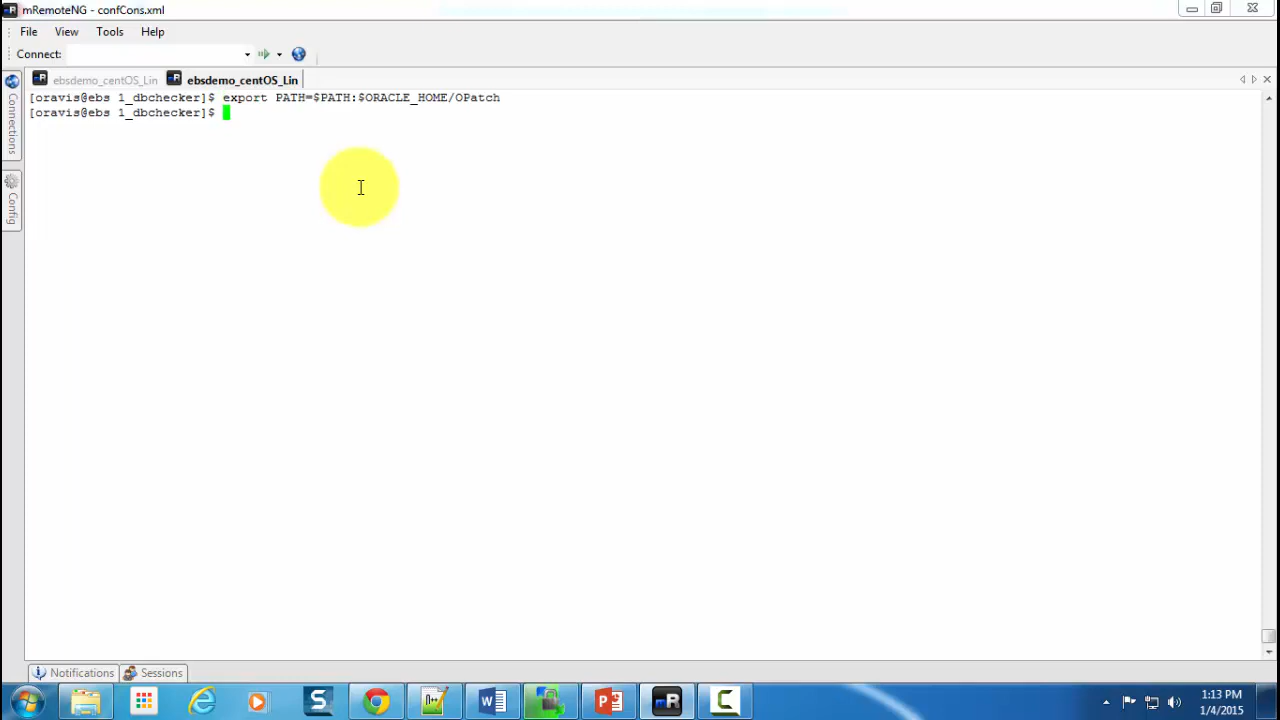 mRemoteNG - confCons.xml
File View Tools Help
Connect:
ebsdemo_centOS_Lin ebsdemo_centOS_Lin
Connections
Config
[oravis@ebs 1_dbchecker]$ export PATH=$PATH:$ORACLE_HOME/OPatch
[oravis@ebs 1_dbchecker]$
Notifications Sessions
1:13 PM
1/4/2015